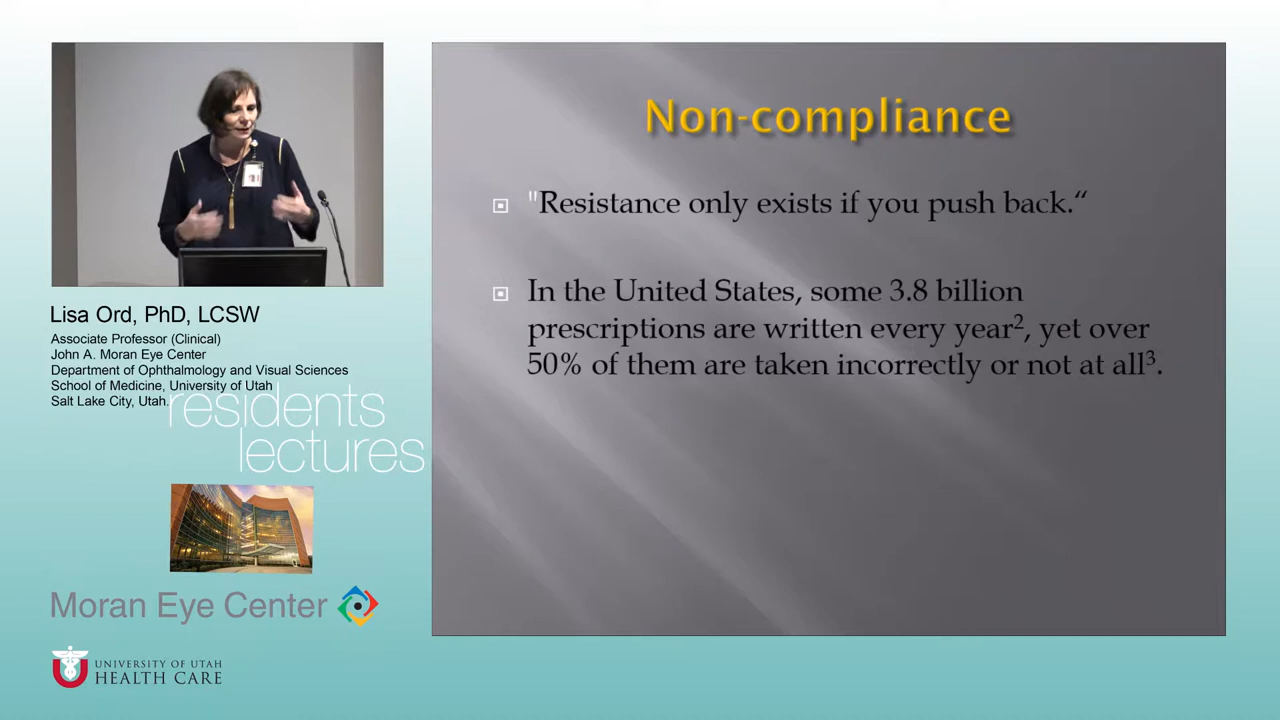 Non-compliance
"Resistance only exists if you push back.“
In the United States, some 3.8 billion
prescriptions are written every year², yet over
50% of them are taken incorrectly or not at all³.
Lisa Ord, PhD, LCSW
Associate Professor (Clinical)
John A. Moran Eye Center
Department of Ophthalmology and Visual Sciences
School of Medicine, University of Utah
Salt Lake City, Utah.
residents
lectures
Moran Eye Center
UNIVERSITY OF UTAH
HEALTH CARE